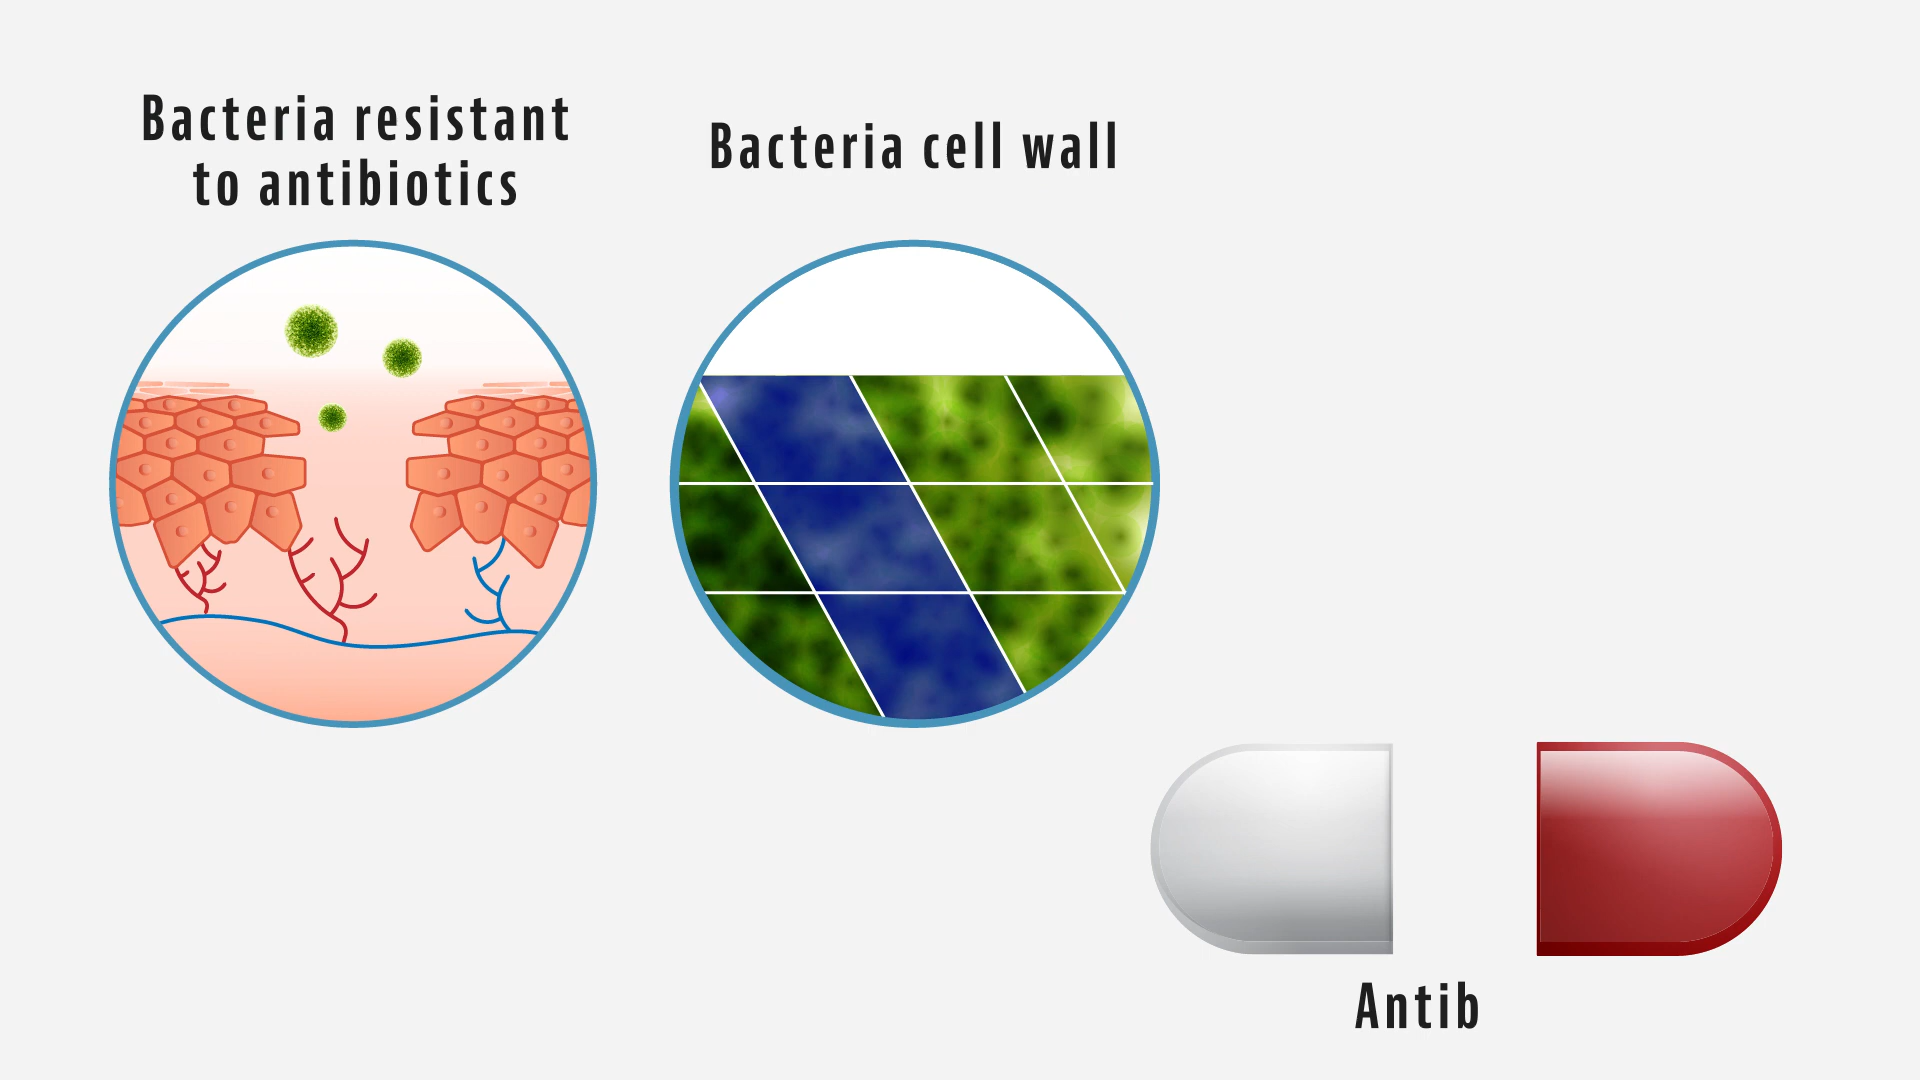 Bacteria resistant
to antibiotics
Bacteria cell wall
Antib